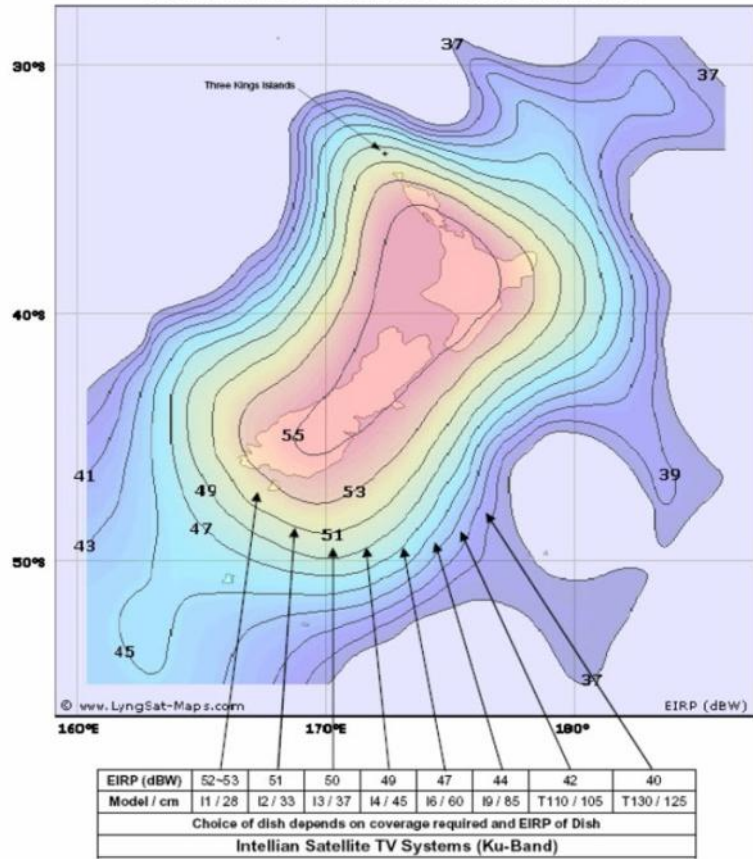 37
30°S
37
Three Kings Islands
40°S
55
41
39
49
53
47
51
43
50°S
45
37
© www.LyngSat-Maps.com
EIRP (dBW)
160°E 170°E 180°
EIRP (dBW) 52~53 51 50 49 47 44 42 40
Model / cm I1 / 28 I2 / 33 I3 / 37 I4 / 45 I6 / 60 I9 / 85 T110 / 105 T130 / 125
Choice of dish depends on coverage required and EIRP of Dish
Intellian Satellite TV Systems (Ku-Band)